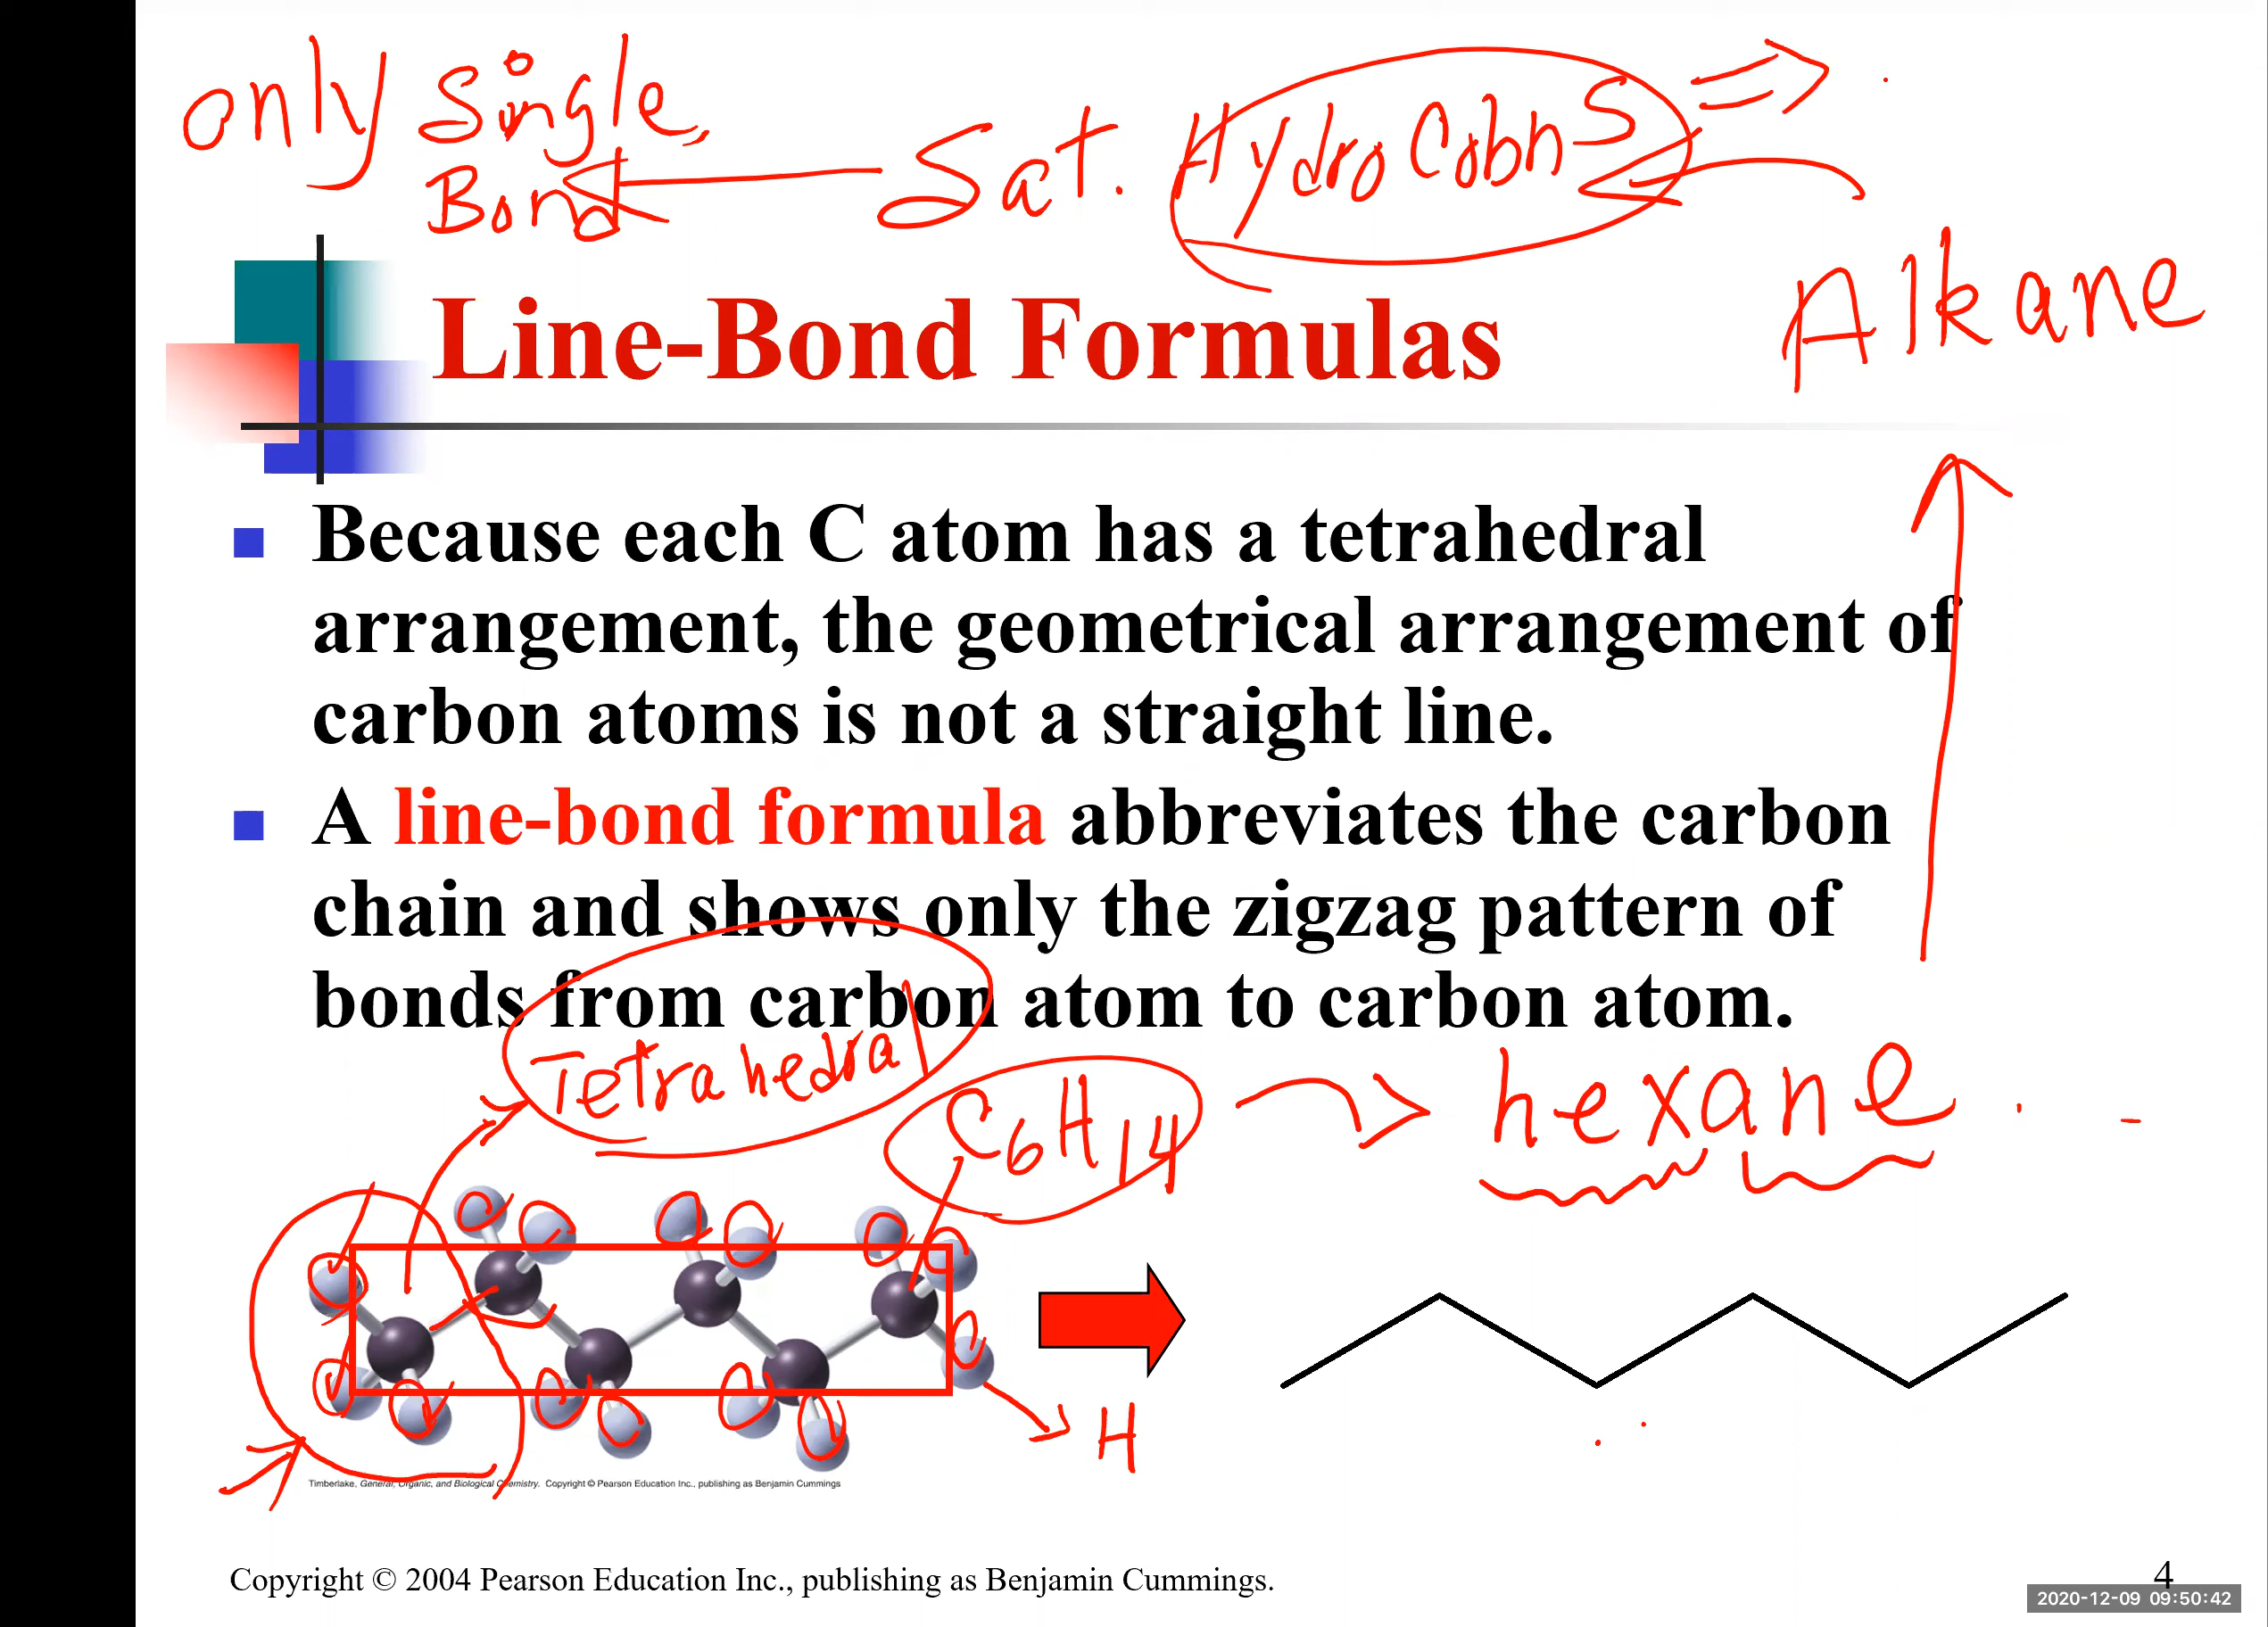 only Single
Bond
Sat. HydroCobns
Alkane
Line-Bond Formulas
Because each C atom has a tetrahedral
arrangement, the geometrical arrangement of
carbon atoms is not a straight line.
A line-bond formula abbreviates the carbon
chain and shows only the zigzag pattern of
bonds from carbon atom to carbon atom.
Tetrahedral
C6H14
hexane
H
Timberlake, General, Organic, and Biological Chemistry. Copyright © Pearson Education Inc., publishing as Benjamin Cummings
Copyright © 2004 Pearson Education Inc., publishing as Benjamin Cummings.
4
2020-12-09 09:50:42